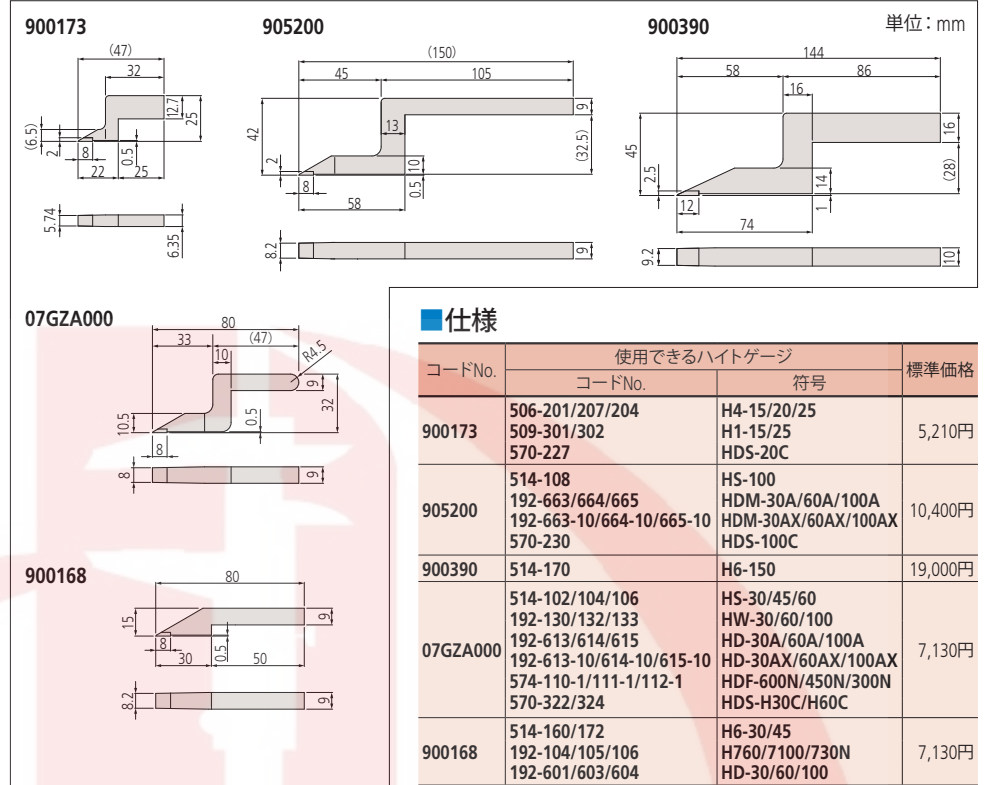 900173
905200
900390
単位：mm
(47)
32
12.7
25
(6.5)
2
8
0.5
22
25
5.74
6.35
(150)
45
105
42
13
9
(32.5)
2
8
10
0.5
58
8.2
9
144
58
86
16
16
45
2.5
(28)
14
1
12
74
9.2
10
07GZA000
80
33
(47)
10
R4.5
9
32
10.5
0.5
8
8
9
900168
80
15
9
8
0.5
30
50
8.2
9
■仕様
コードNo. 使用できるハイトゲージ 標準価格
コードNo. 符号
900173 5,210円
506-201/207/204 H4-15/20/25
509-301/302 H1-15/25
570-227 HDS-20C
905200 10,400円
514-108 HS-100
192-663/664/665 HDM-30A/60A/100A
192-663-10/664-10/665-10 HDM-30AX/60AX/100AX
570-230 HDS-100C
900390 514-170 H6-150 19,000円
07GZA000 7,130円
514-102/104/106 HS-30/45/60
192-130/132/133 HW-30/60/100
192-613/614/615 HD-30A/60A/100A
192-613-10/614-10/615-10 HD-30AX/60AX/100AX
574-110-1/111-1/112-1 HDF-600N/450N/300N
570-322/324 HDS-H30C/H60C
900168 7,130円
514-160/172 H6-30/45
192-104/105/106 H760/7100/730N
192-601/603/604 HD-30/60/100